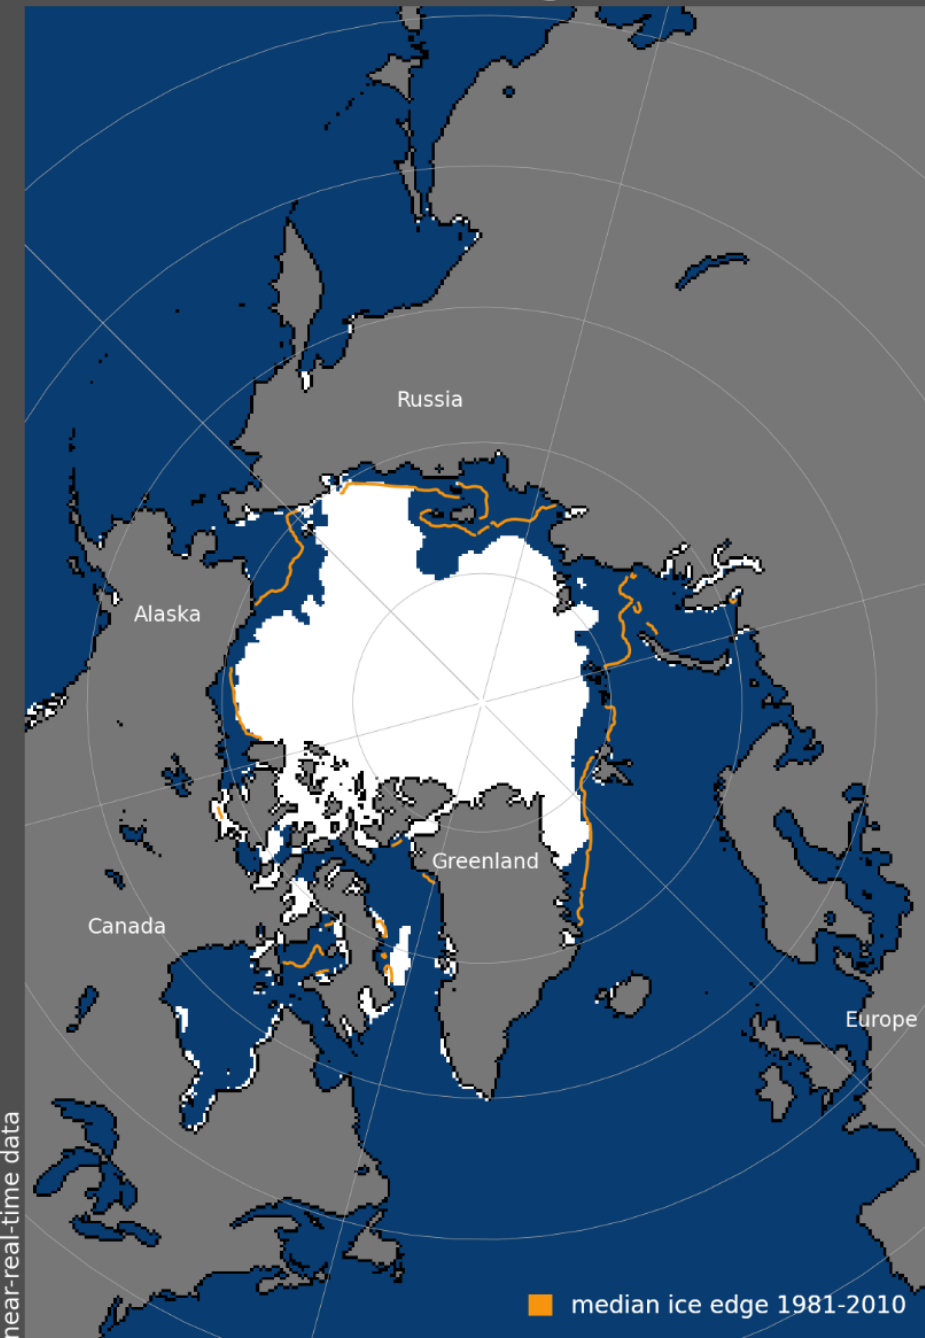 Russia
Alaska
Greenland
Canada
Europe
near-real-time data
median ice edge 1981-2010